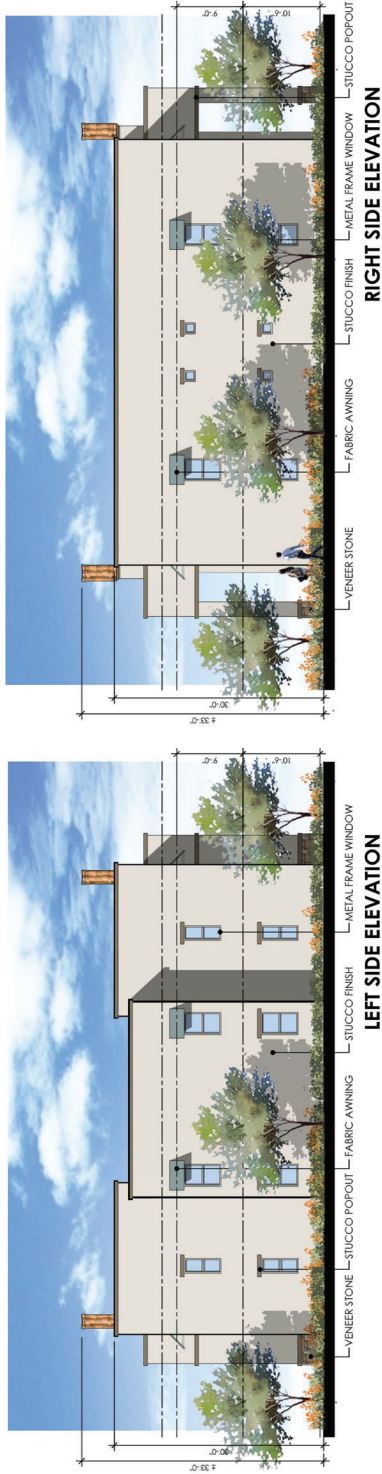 ± 33'-0"
30'-0"
9'-0"
10'-6"
VENEER STONE
STUCCO POPOUT
FABRIC AWNING
STUCCO FINISH
METAL FRAME WINDOW
LEFT SIDE ELEVATION
± 33'-0"
30'-0"
9'-0"
10'-6"
VENEER STONE
FABRIC AWNING
STUCCO FINISH
METAL FRAME WINDOW
STUCCO POPOUT
RIGHT SIDE ELEVATION